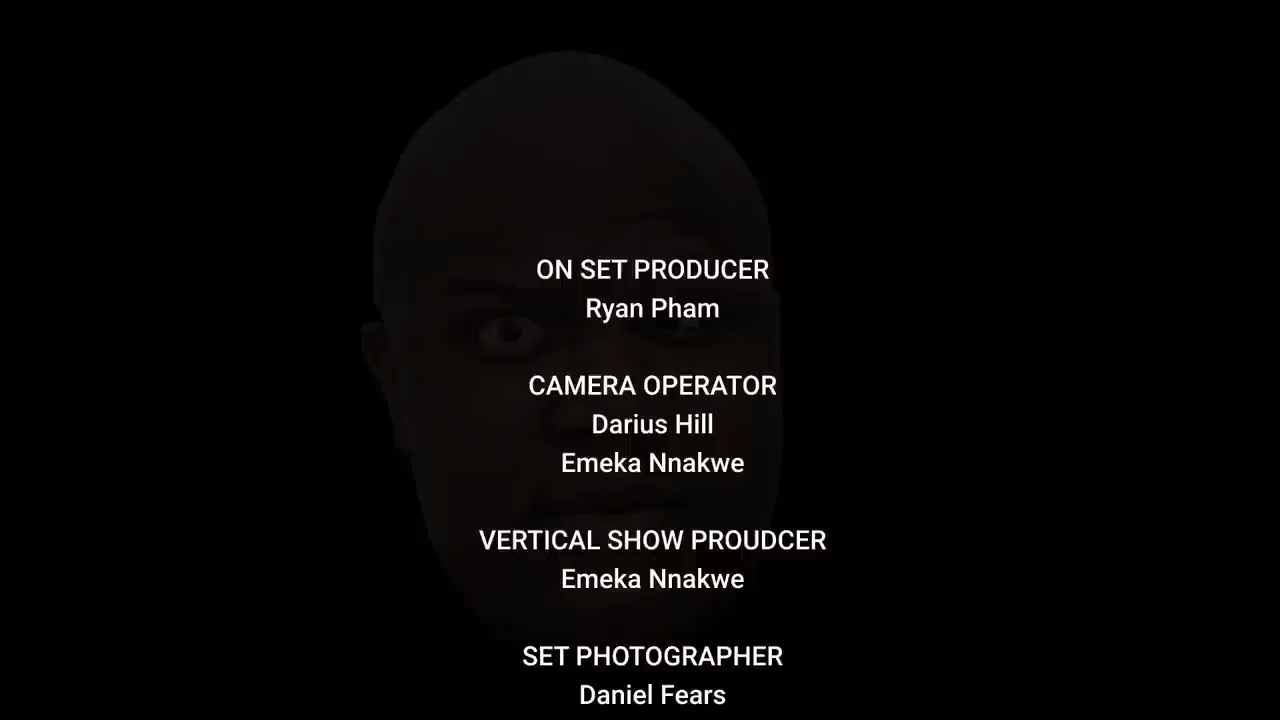 ON SET PRODUCER
Ryan Pham
CAMERA OPERATOR
Darius Hill
Emeka Nnakwe
VERTICAL SHOW PROUDCER
Emeka Nnakwe
SET PHOTOGRAPHER
Daniel Fears